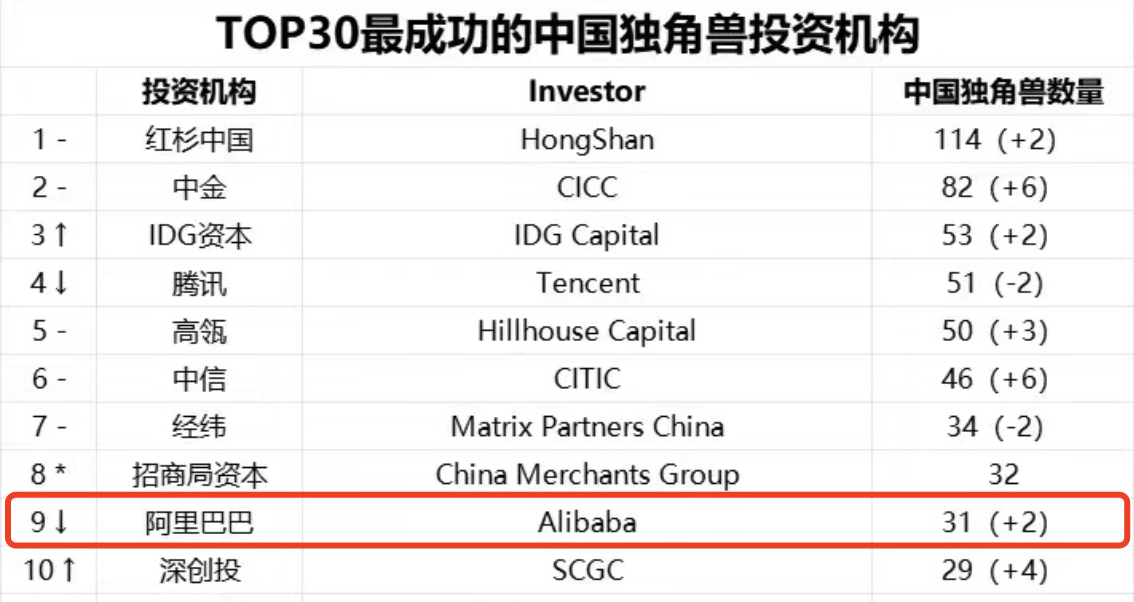 TOP30最成功的中国独角兽投资机构
投资机构 Investor 中国独角兽数量
1 - 红杉中国 HongShan 114 (+2)
2 - 中金 CICC 82 (+6)
3 ↑ IDG资本 IDG Capital 53 (+2)
4 ↓ 腾讯 Tencent 51 (-2)
5 - 高瓴 Hillhouse Capital 50 (+3)
6 - 中信 CITIC 46 (+6)
7 - 经纬 Matrix Partners China 34 (-2)
8 * 招商局资本 China Merchants Group 32
9 ↓ 阿里巴巴 Alibaba 31 (+2)
10 ↑ 深创投 SCGC 29 (+4)